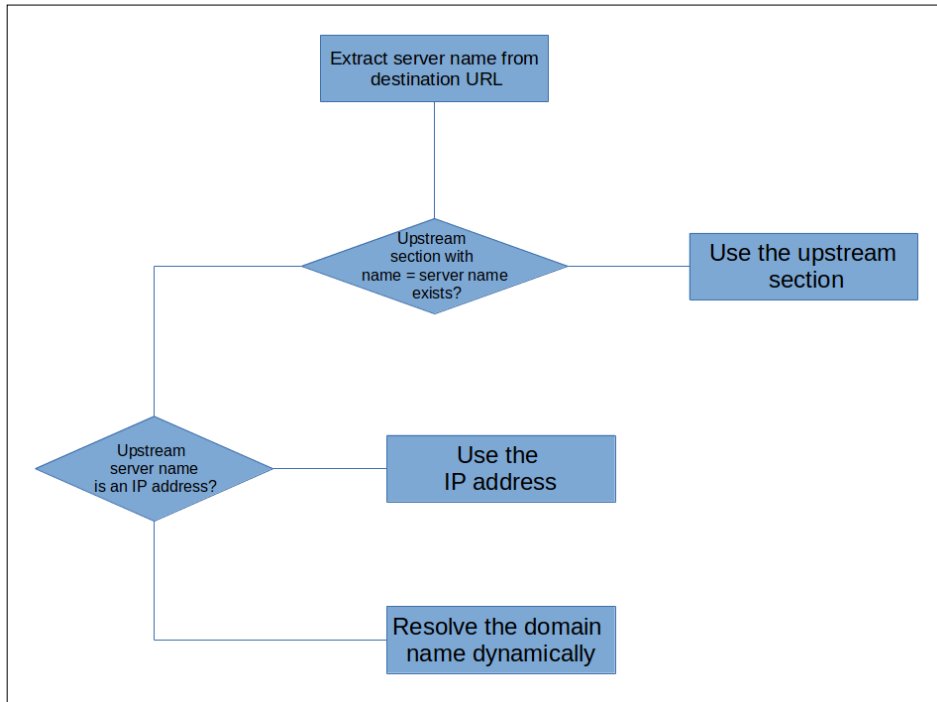 Extract server name from
destination URL
Upstream
section with
name = server name
exists?
Use the upstream
section
Upstream
server name
is an IP address?
Use the
IP address
Resolve the domain
name dynamically